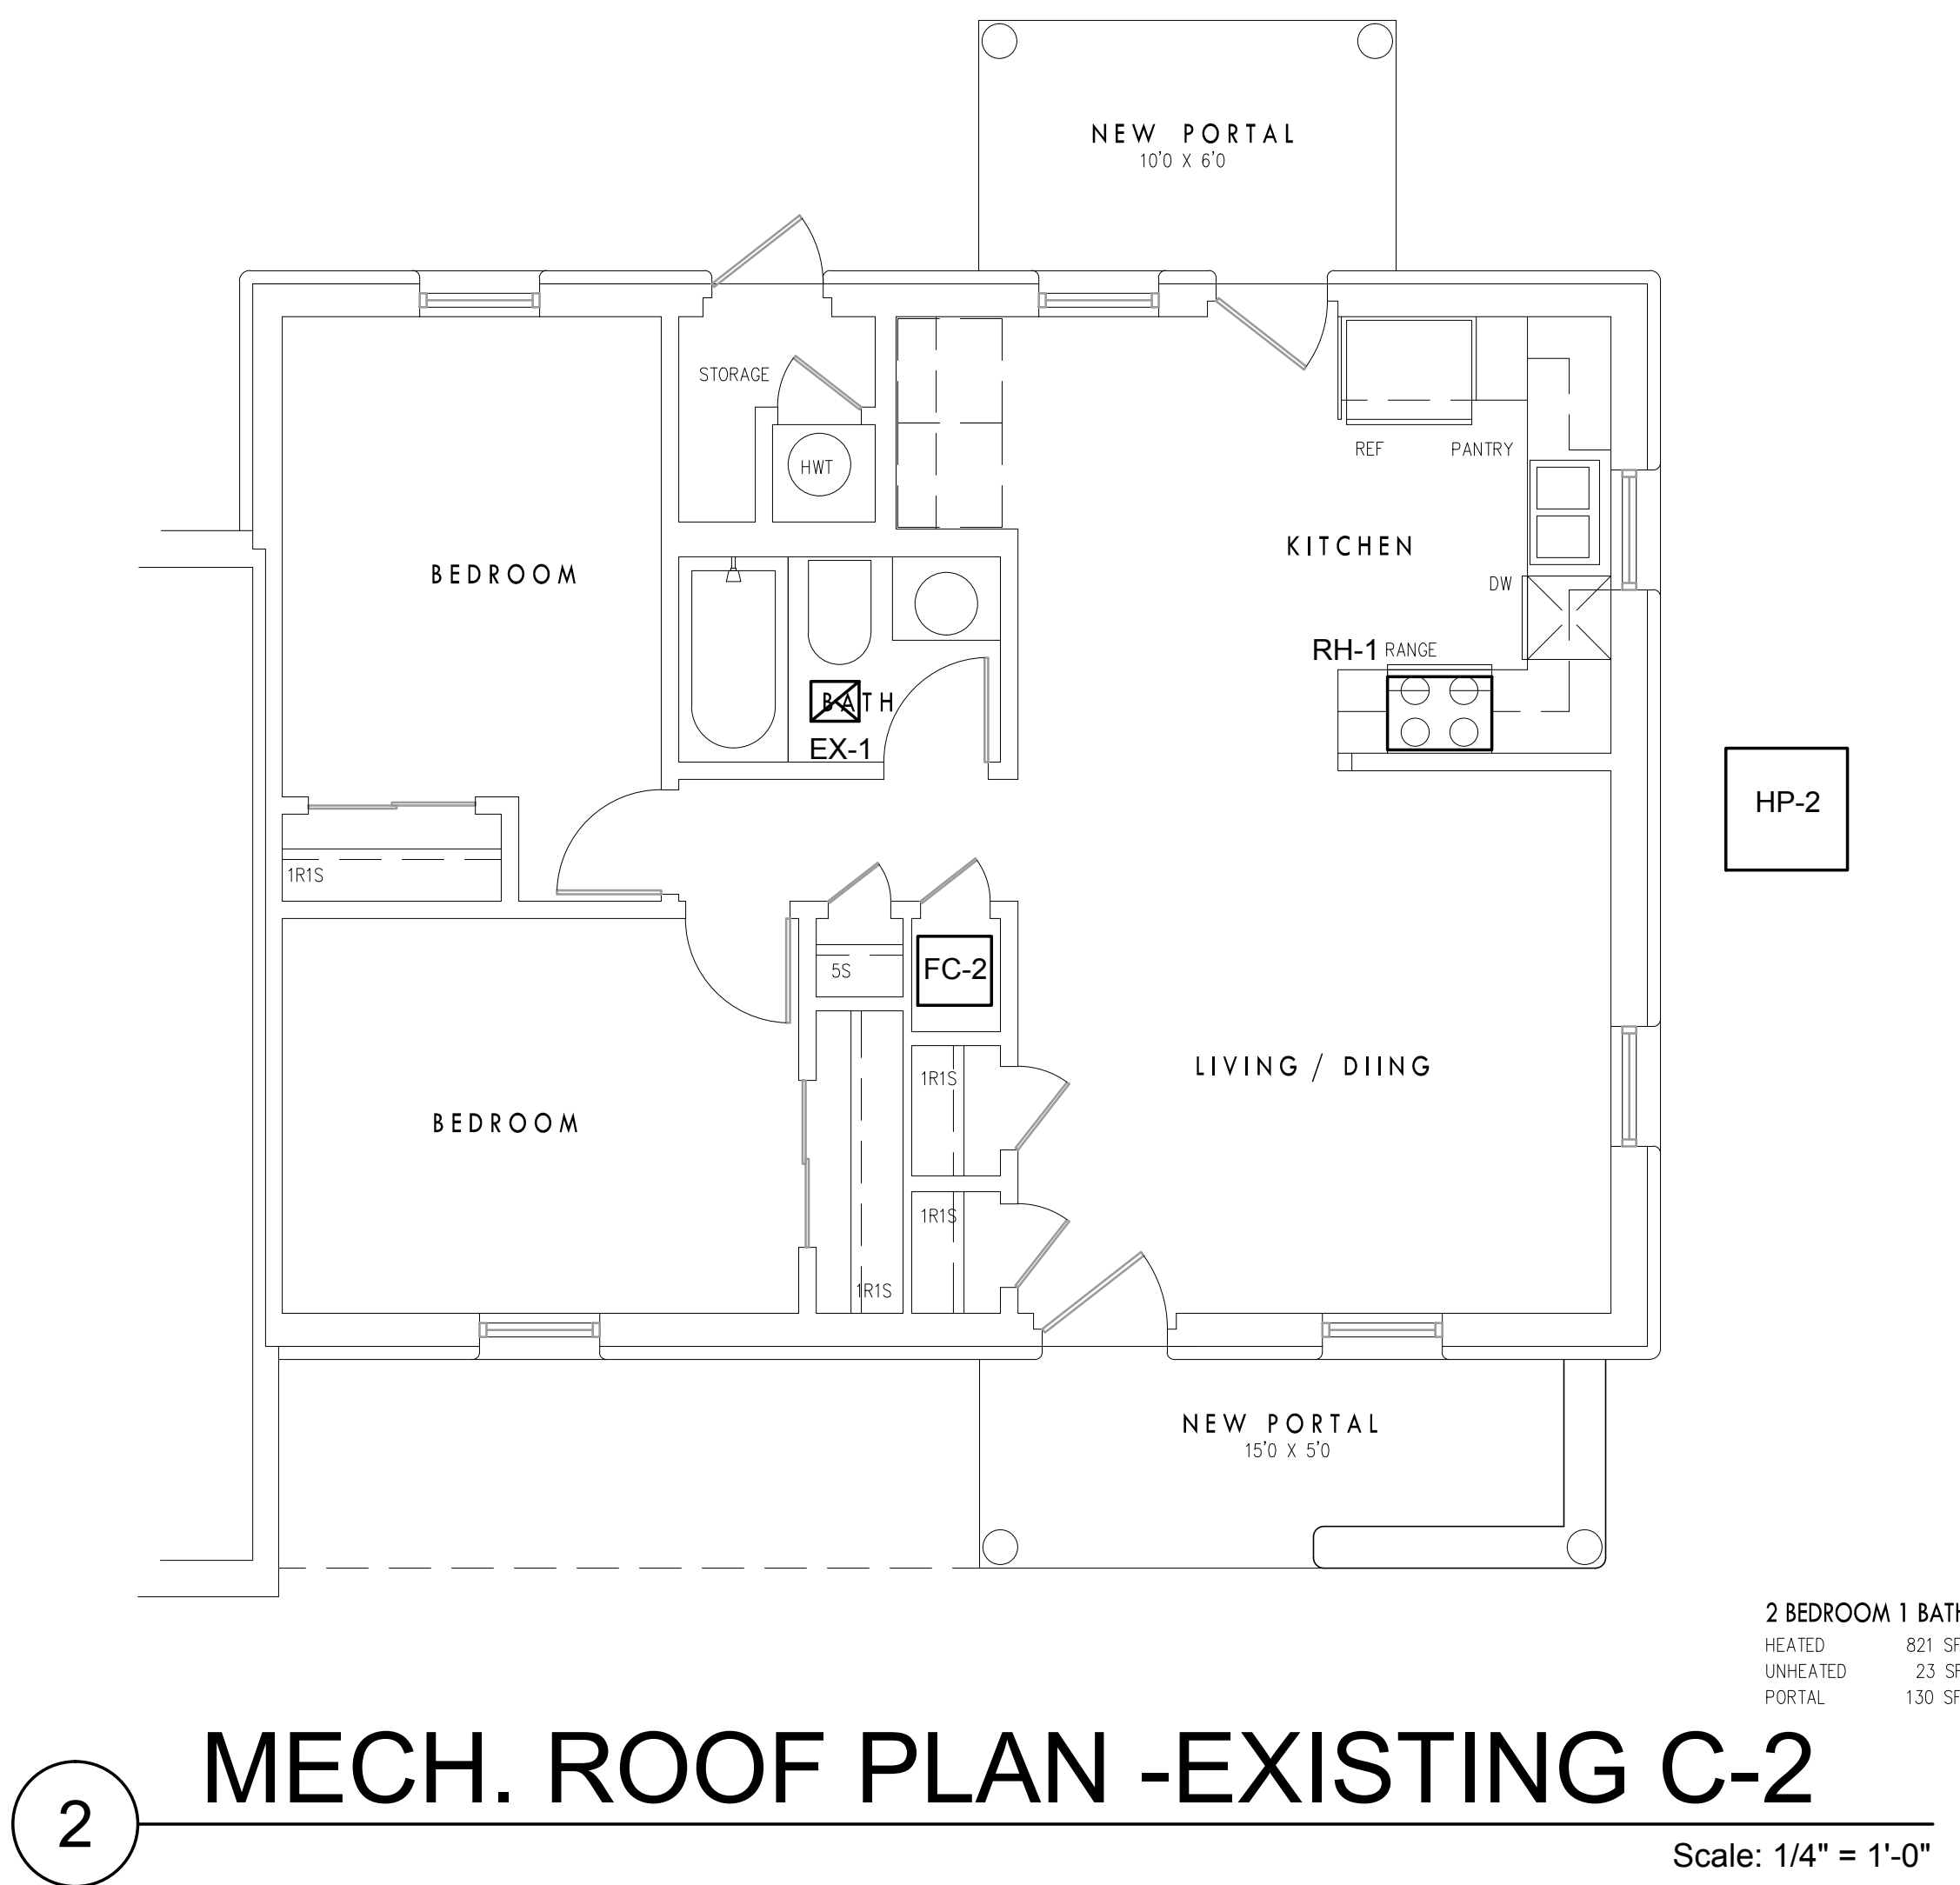 NEW PORTAL
10'0 X 6'0
STORAGE
HWT
REF
PANTRY
BEDROOM
KITCHEN
DW
RH-1 RANGE
BATH
EX-1
HP-2
1R1S
5S
FC-2
LIVING / DIING
1R1S
BEDROOM
1R1S
1R1S
NEW PORTAL
15'0 X 5'0
2 BEDROOM 1 BATH
HEATED 821 SF
UNHEATED 23 SF
PORTAL 130 SF
MECH. ROOF PLAN -EXISTING C-2
2
Scale: 1/4" = 1'-0"